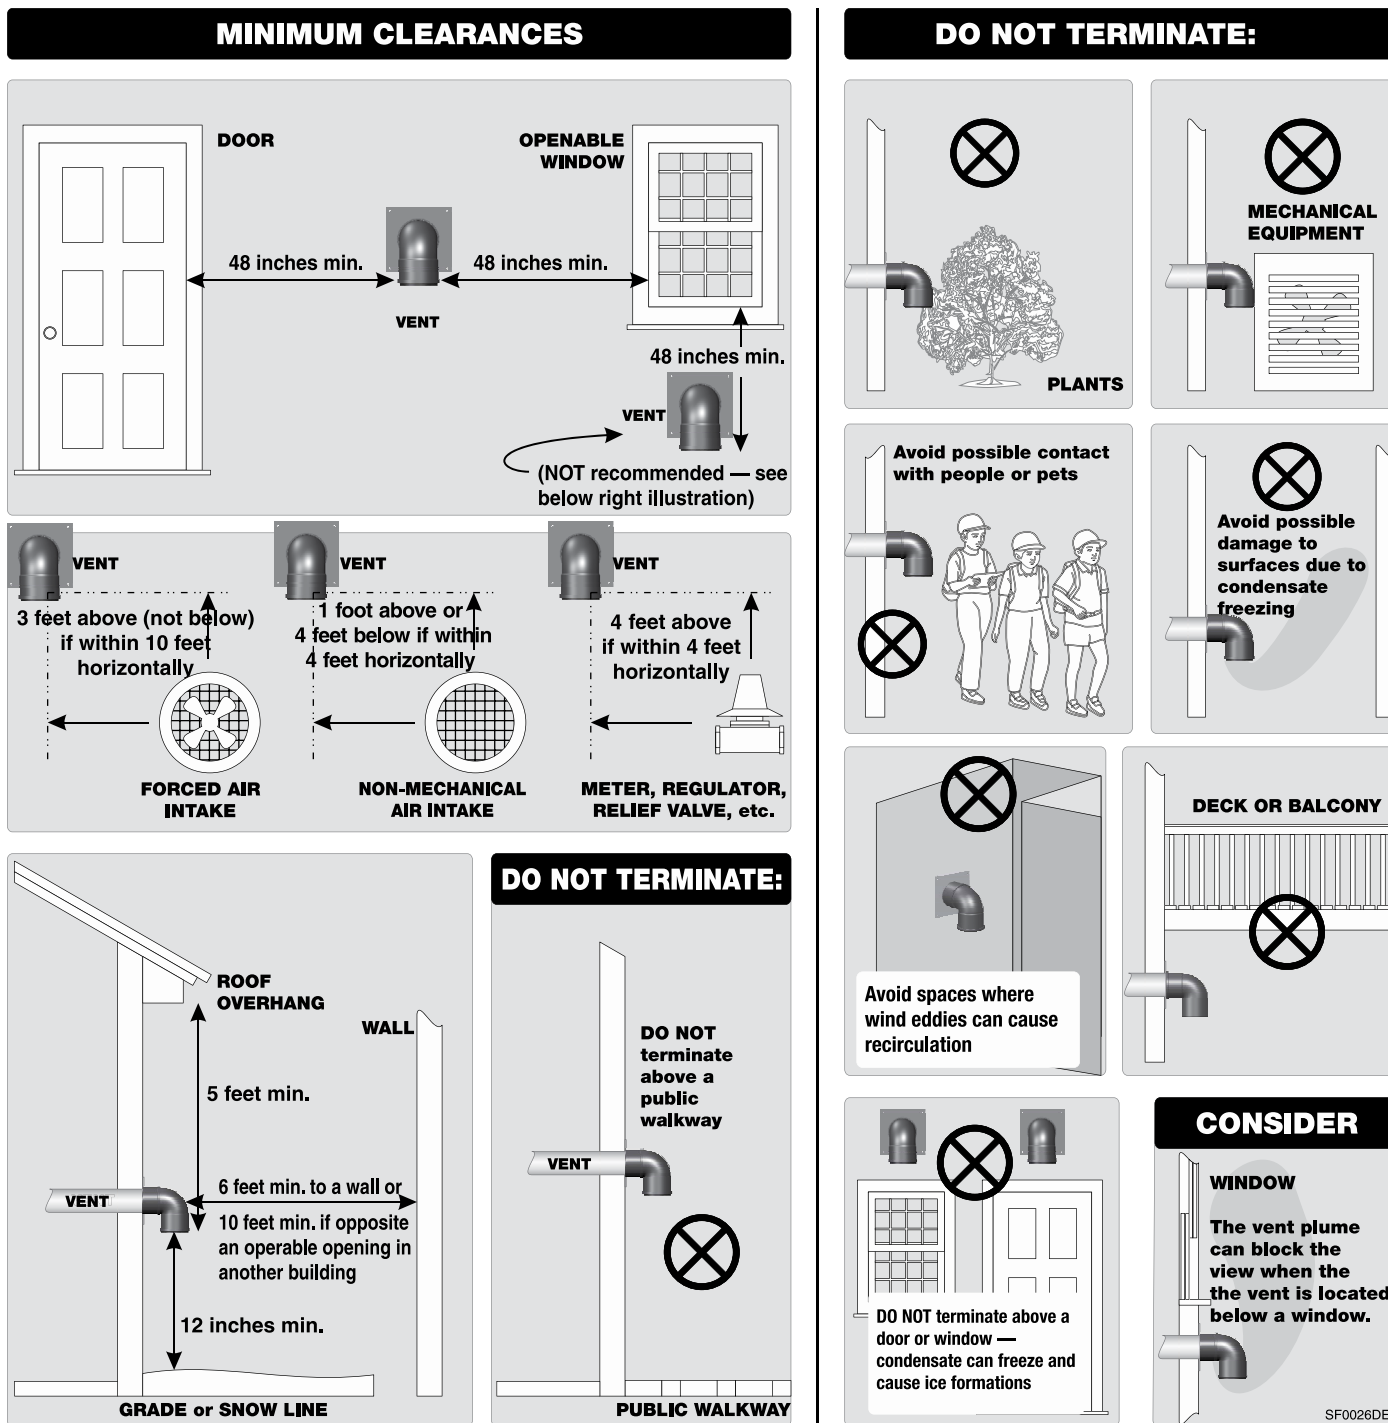 MINIMUM CLEARANCES
DOOR
OPENABLE
WINDOW
48 inches min.
48 inches min.
VENT
48 inches min.
VENT
(NOT recommended — see
below right illustration)
VENT
3 feet above (not below)
if within 10 feet
horizontally
FORCED AIR
INTAKE
VENT
1 foot above or
4 feet below if within
4 feet horizontally
NON-MECHANICAL
AIR INTAKE
VENT
4 feet above
if within 4 feet
horizontally
METER, REGULATOR,
RELIEF VALVE, etc.
ROOF
OVERHANG
WALL
5 feet min.
VENT
6 feet min. to a wall or
10 feet min. if opposite
an operable opening in
another building
12 inches min.
GRADE or SNOW LINE
DO NOT TERMINATE:
DO NOT
terminate
above a
public
walkway
VENT
PUBLIC WALKWAY
DO NOT TERMINATE:
PLANTS
MECHANICAL
EQUIPMENT
Avoid possible contact
with people or pets
Avoid possible
damage to
surfaces due to
condensate
freezing
Avoid spaces where
wind eddies can cause
recirculation
DECK OR BALCONY
DO NOT terminate above a
door or window —
condensate can freeze and
cause ice formations
CONSIDER
WINDOW
The vent plume
can block the
view when the
the vent is located
below a window.
SF0026DE